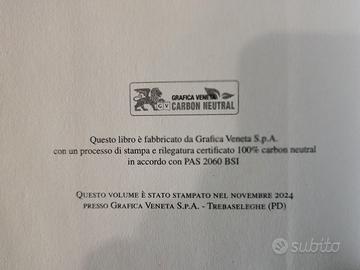 GRAFICA VENETA
GV CARBON NEUTRAL
Questo libro è fabbricato da Grafica Veneta S.p.A.
con un processo di stampa e rilegatura certificato 100% carbon neutral
in accordo con PAS 2060 BSI
QUESTO VOLUME È STATO STAMPATO NEL NOVEMBRE 2024
PRESSO GRAFICA VENETA S.P.A. - TREBASELEGHE (PD)
subito